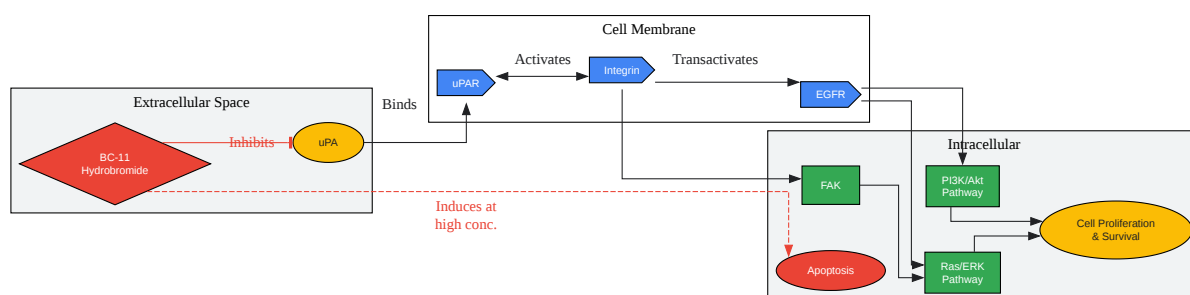 Cell Membrane
Activates
Transactivates
uPAR
Integrin
EGFR
Extracellular Space
Binds
BC-11
Hydrobromide
Inhibits
uPA
Induces at
high conc.
Intracellular
FAK
PI3K/Akt
Pathway
Cell Proliferation
& Survival
Apoptosis
Ras/ERK
Pathway